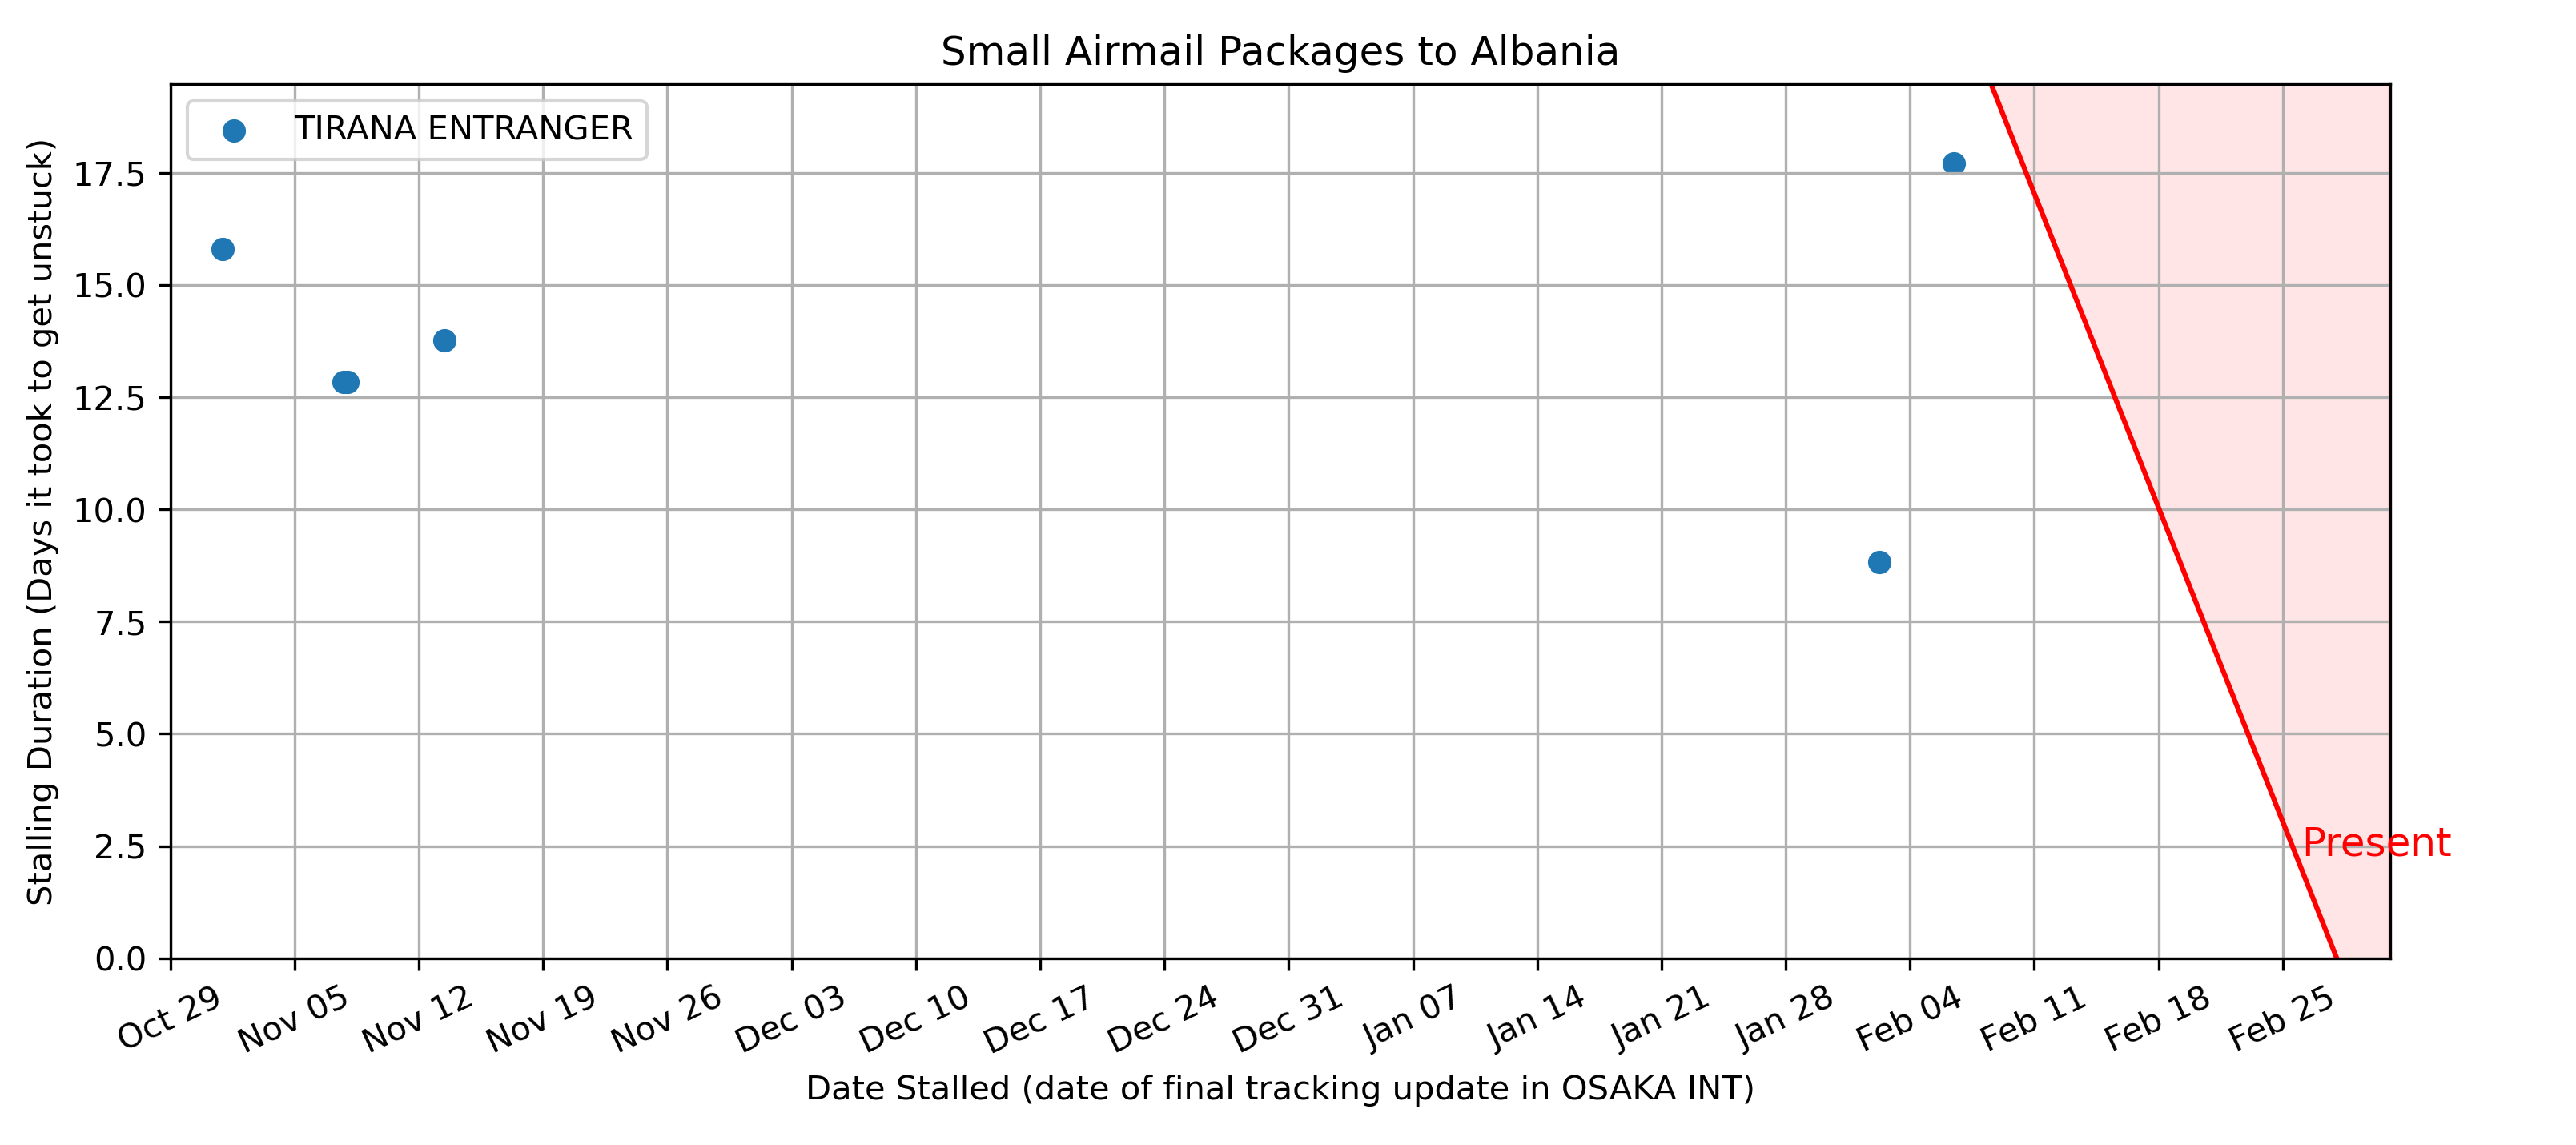 Small Airmail Packages to Albania
TIRANA ENTRANGER
Stalling Duration (Days it took to get unstuck)
17.5
15.0
12.5
10.0
7.5
5.0
2.5
0.0
Present
Oct 29
Nov 05
Nov 12
Nov 19
Nov 26
Dec 03
Dec 10
Dec 17
Dec 24
Dec 31
Jan 07
Jan 14
Jan 21
Jan 28
Feb 04
Feb 11
Feb 18
Feb 25
Date Stalled (date of final tracking update in OSAKA INT)